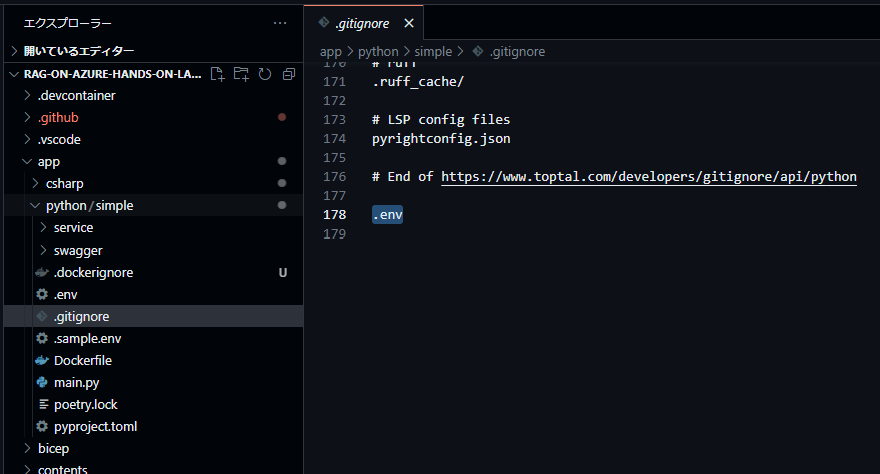 エクスプローラー
開いているエディター
RAG-ON-AZURE-HANDS-ON-LA...
.devcontainer
.github
.vscode
app
csharp
python / simple
service
swagger
.dockerignore U
.env
.gitignore
.sample.env
Dockerfile
main.py
poetry.lock
pyproject.toml
bicep
contents
.gitignore
app > python > simple > .gitignore
170 # ruff
171 .ruff_cache/
172
173 # LSP config files
174 pyrightconfig.json
175
176 # End of https://www.toptal.com/developers/gitignore/api/python
177
178 .env
179